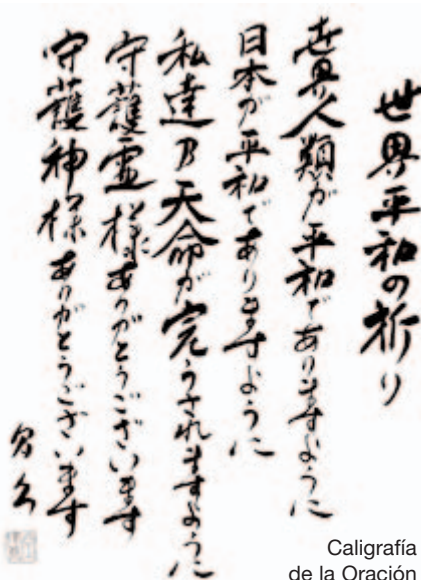 世界平和の祈り
世界人類が平和でありますように
日本が平和でありますように
私達乃天命が完うされますように
守護霊様ありがとうございます
守護神様ありがとうございます
昌久
Caligrafía
de la Oración